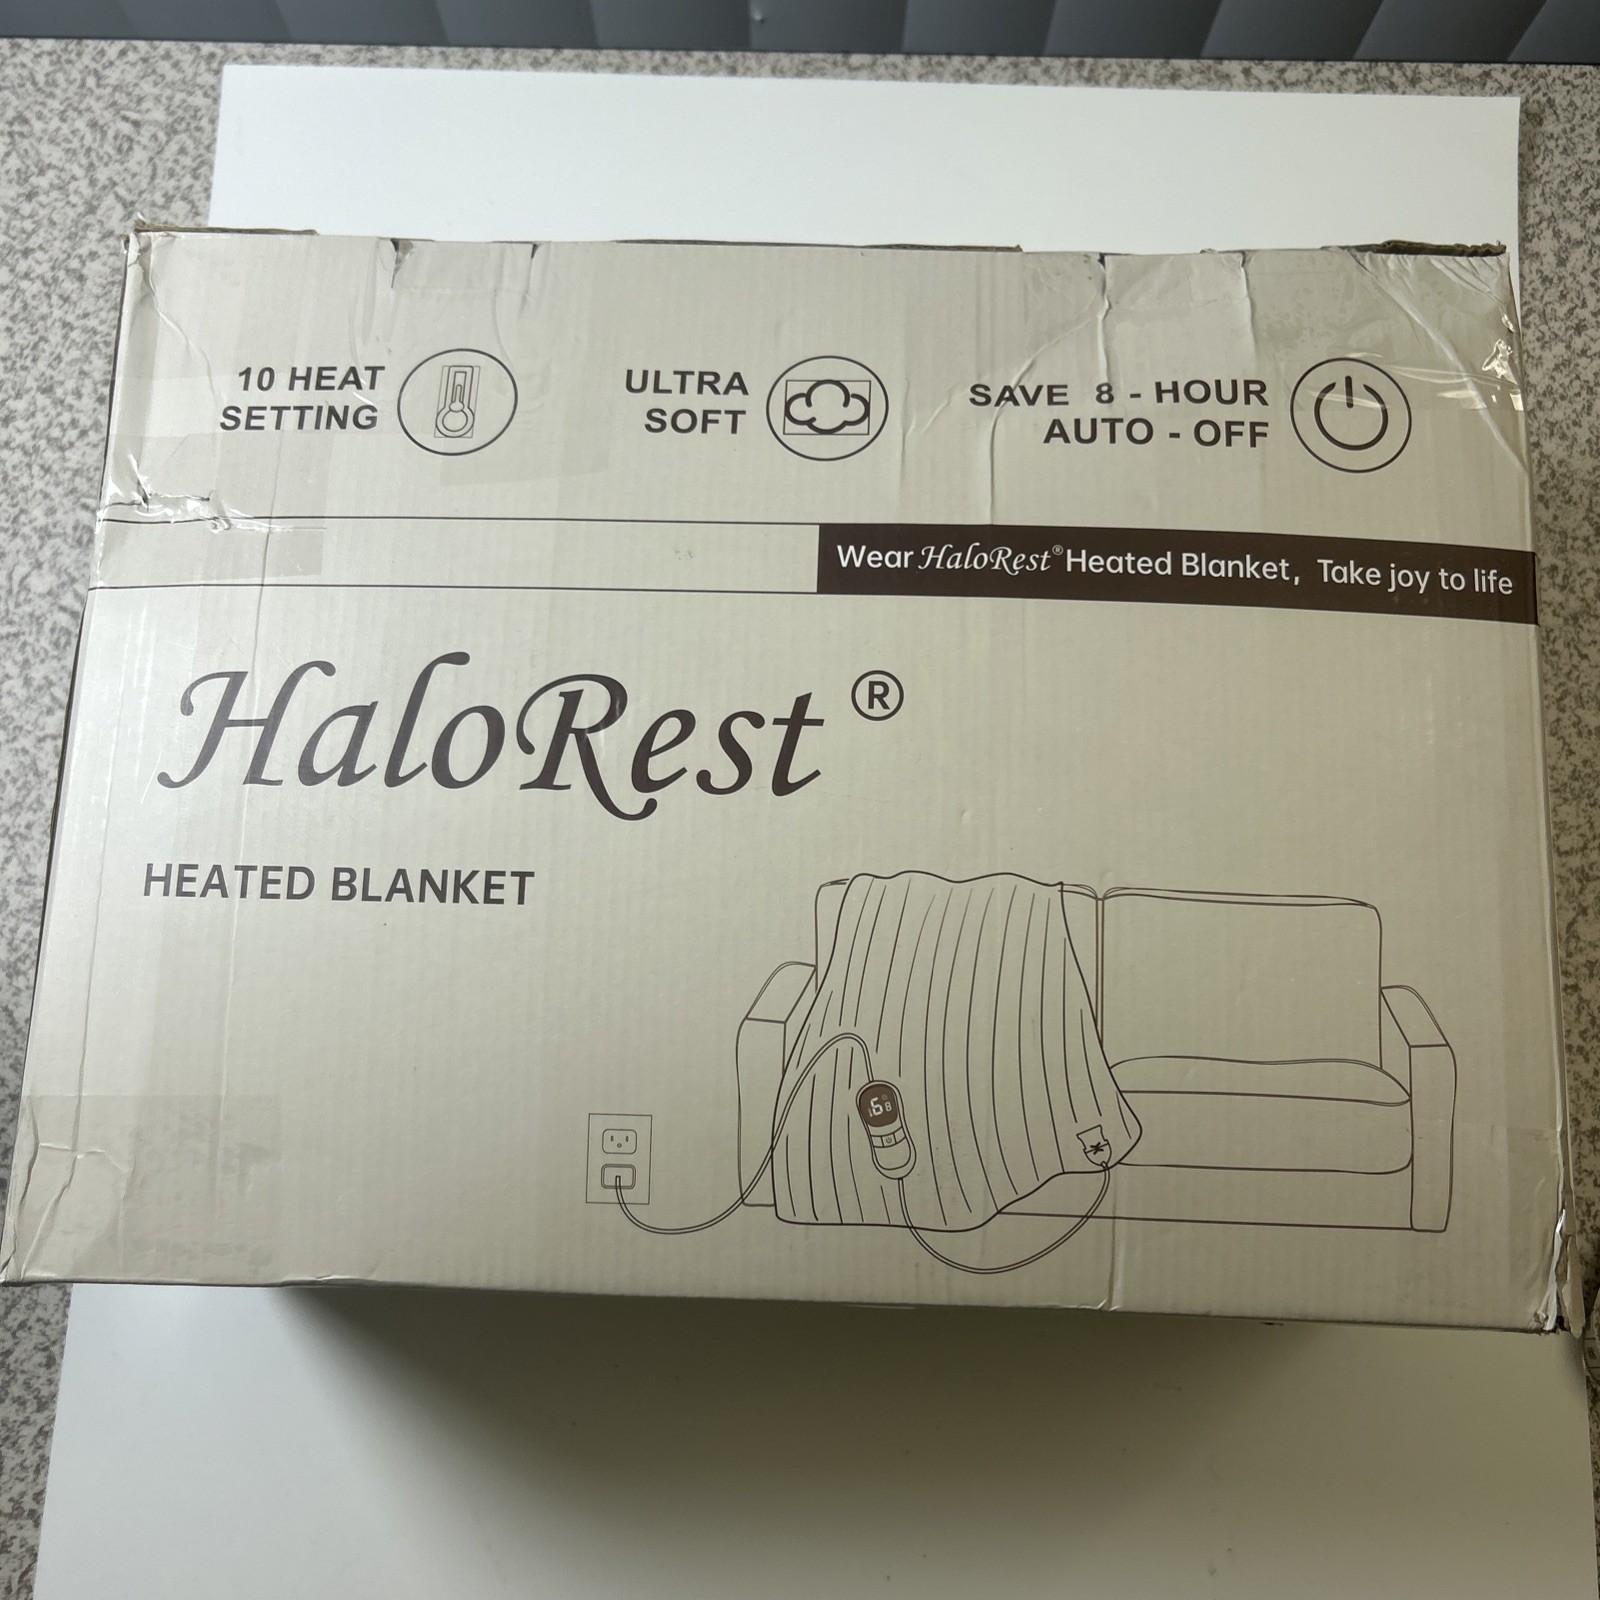 10 HEAT
SETTING
ULTRA
SOFT
SAVE 8 - HOUR
AUTO - OFF
Wear HaloRest® Heated Blanket, Take joy to life
HaloRest®
HEATED BLANKET